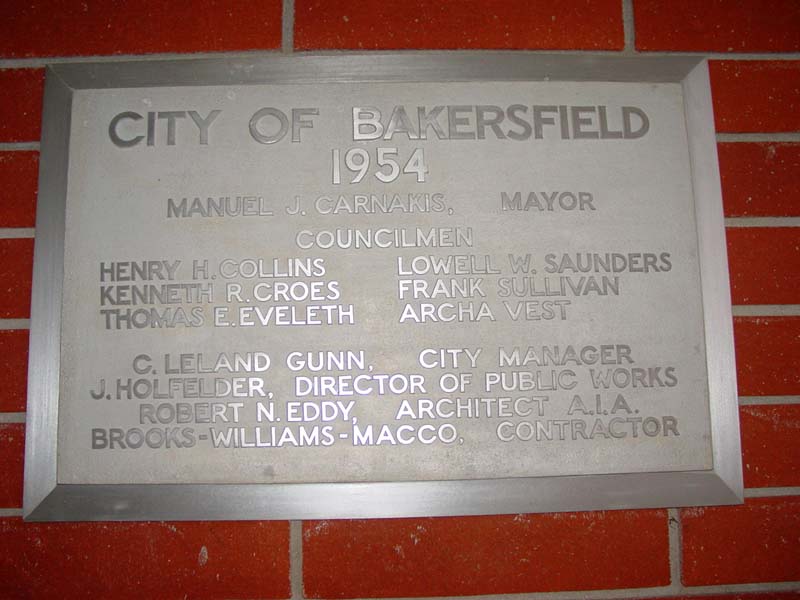 CITY OF BAKERSFIELD
1954
MANUEL J. CARNAKIS, MAYOR
COUNCILMEN
HENRY H. COLLINS LOWELL W. SAUNDERS
KENNETH R. CROES FRANK SULLIVAN
THOMAS E. EVELETH ARCHA VEST
C. LELAND GUNN, CITY MANAGER
J. HOLFELDER, DIRECTOR OF PUBLIC WORKS
ROBERT N. EDDY, ARCHITECT A.I.A.
BROOKS-WILLIAMS-MACCO, CONTRACTOR